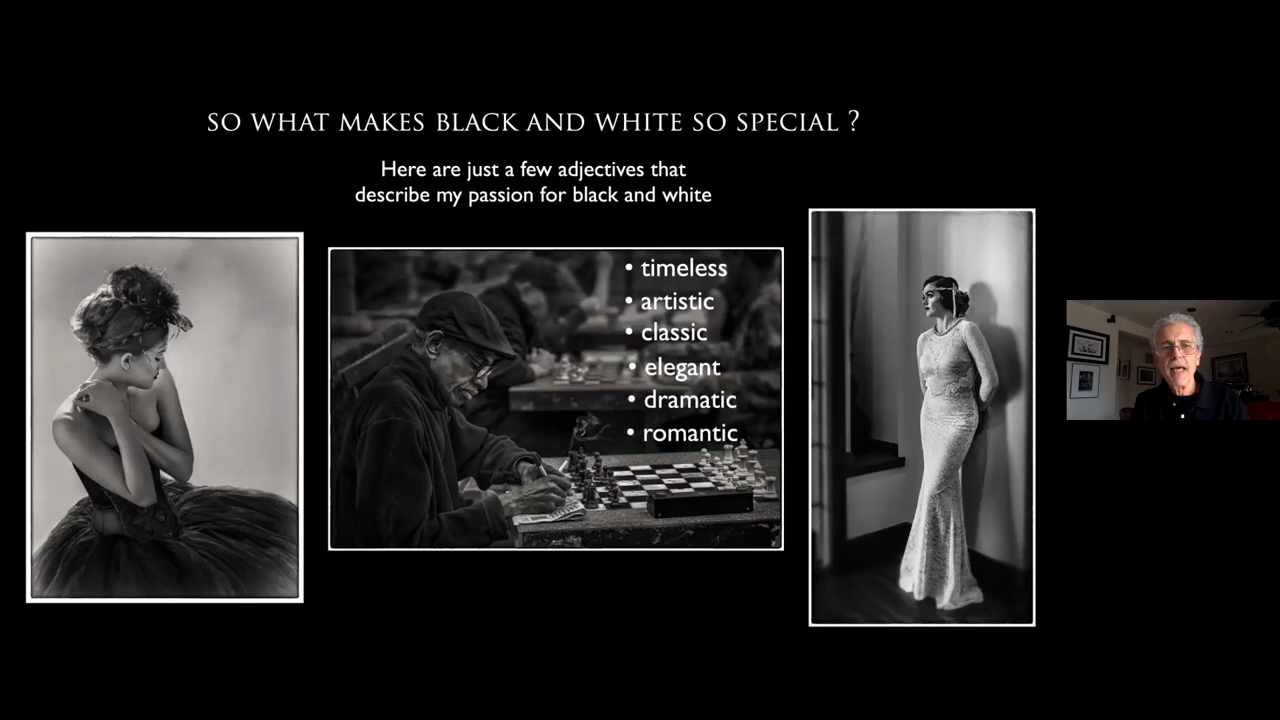 SO WHAT MAKES BLACK AND WHITE SO SPECIAL ?
Here are just a few adjectives that
describe my passion for black and white
• timeless
• artistic
• classic
• elegant
• dramatic
• romantic